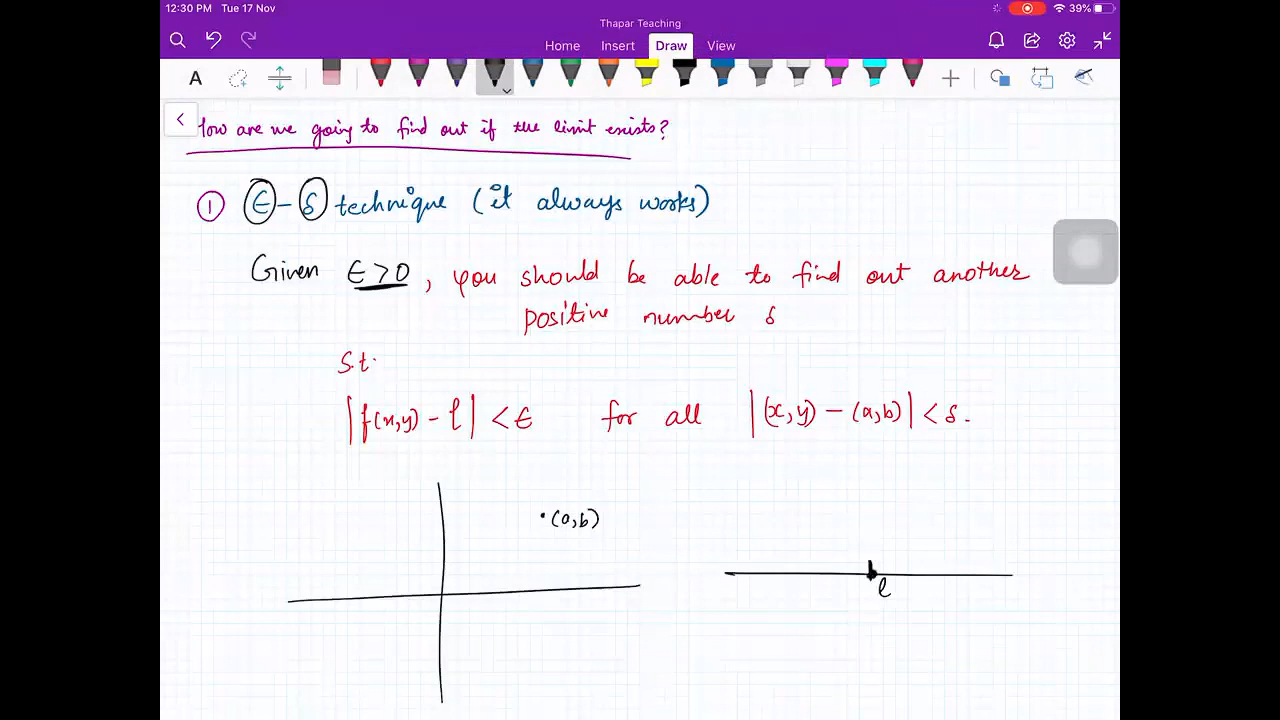 12:30 PM Tue 17 Nov
39%
Thapar Teaching
Home Insert Draw View
A
How are we going to find out if the limit exists?
① ϵ-δ technique (it always works)
Given ϵ>0, you should be able to find out another
positive number δ
S.t.
|f(x,y) - l| < ϵ for all |(x,y) - (a,b)| < δ.
(a,b)
l